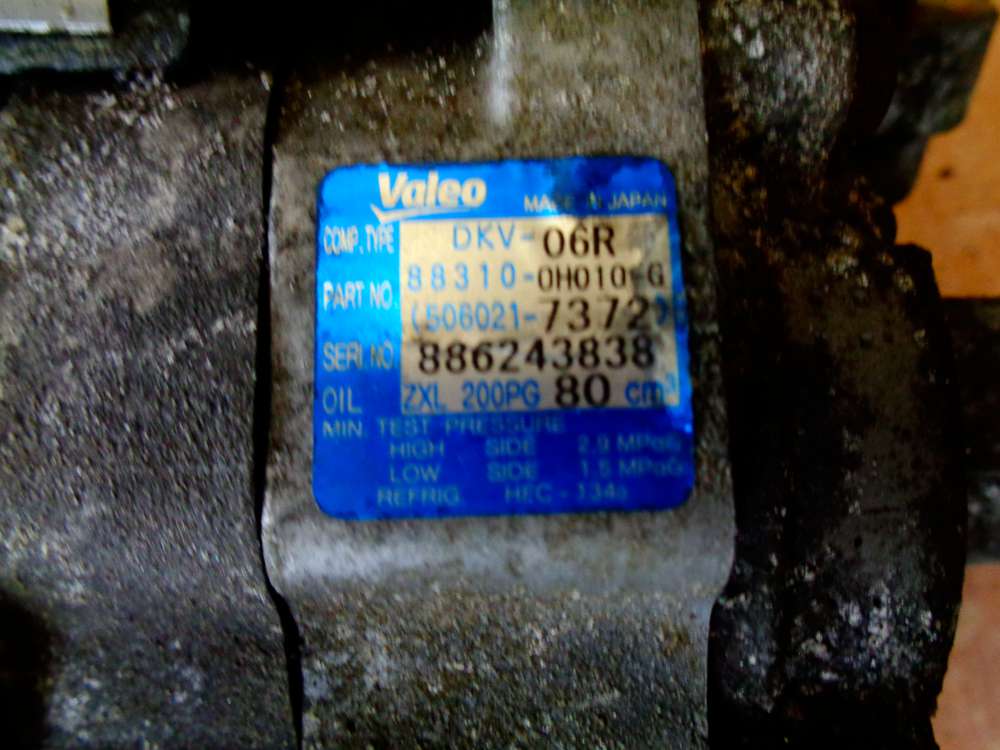 Valeo MADE IN JAPAN
COMP. TYPE DKV-06R
PART NO. 88310-0H010-G
(506021-7372)
SERI.NO 886243838
OIL ZXL 200PG 80 cm³
MIN. TEST PRESSURE
HIGH SIDE 2.9 MPaG
LOW SIDE 1.5 MPaG
REFRIG. HFC-134a